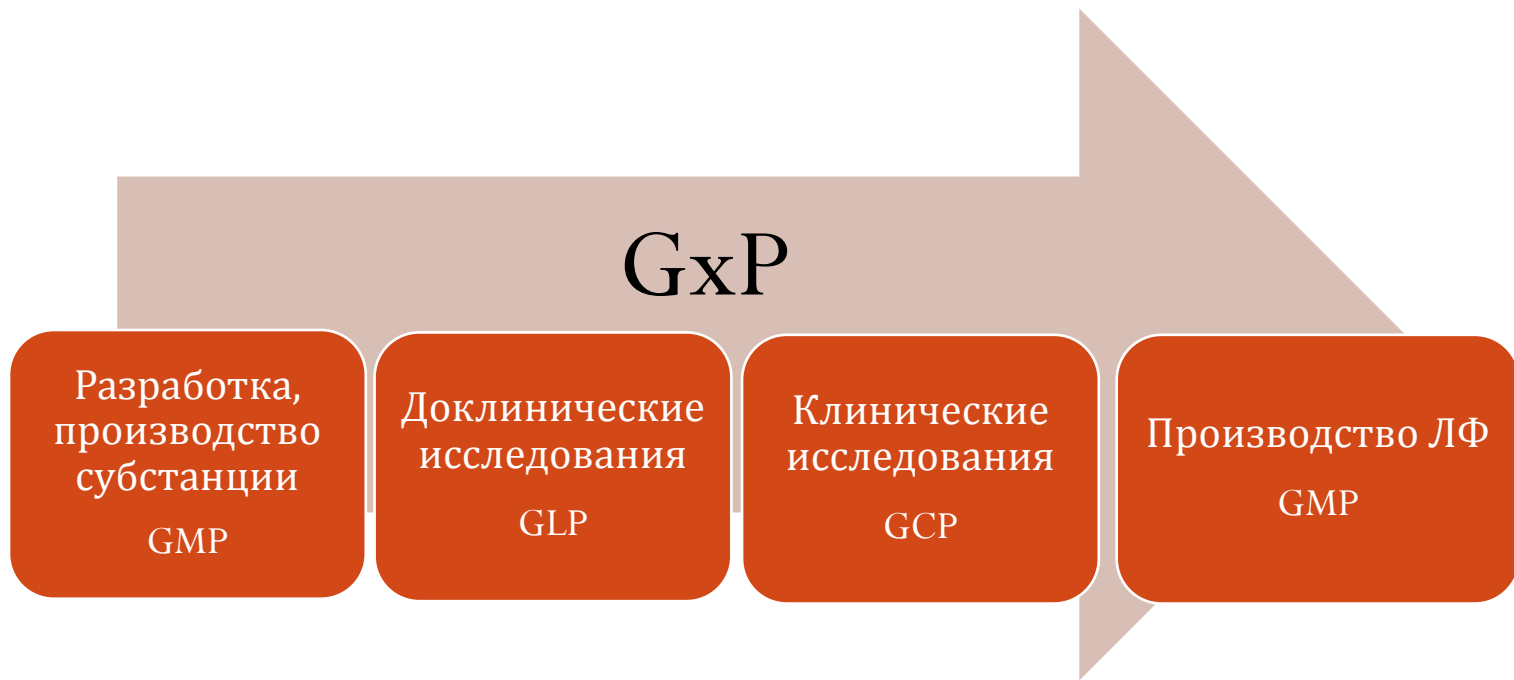 GxP
Разработка,
производство
субстанции
GMP
Доклинические
исследования
GLP
Клинические
исследования
GCP
Производство ЛФ
GMP